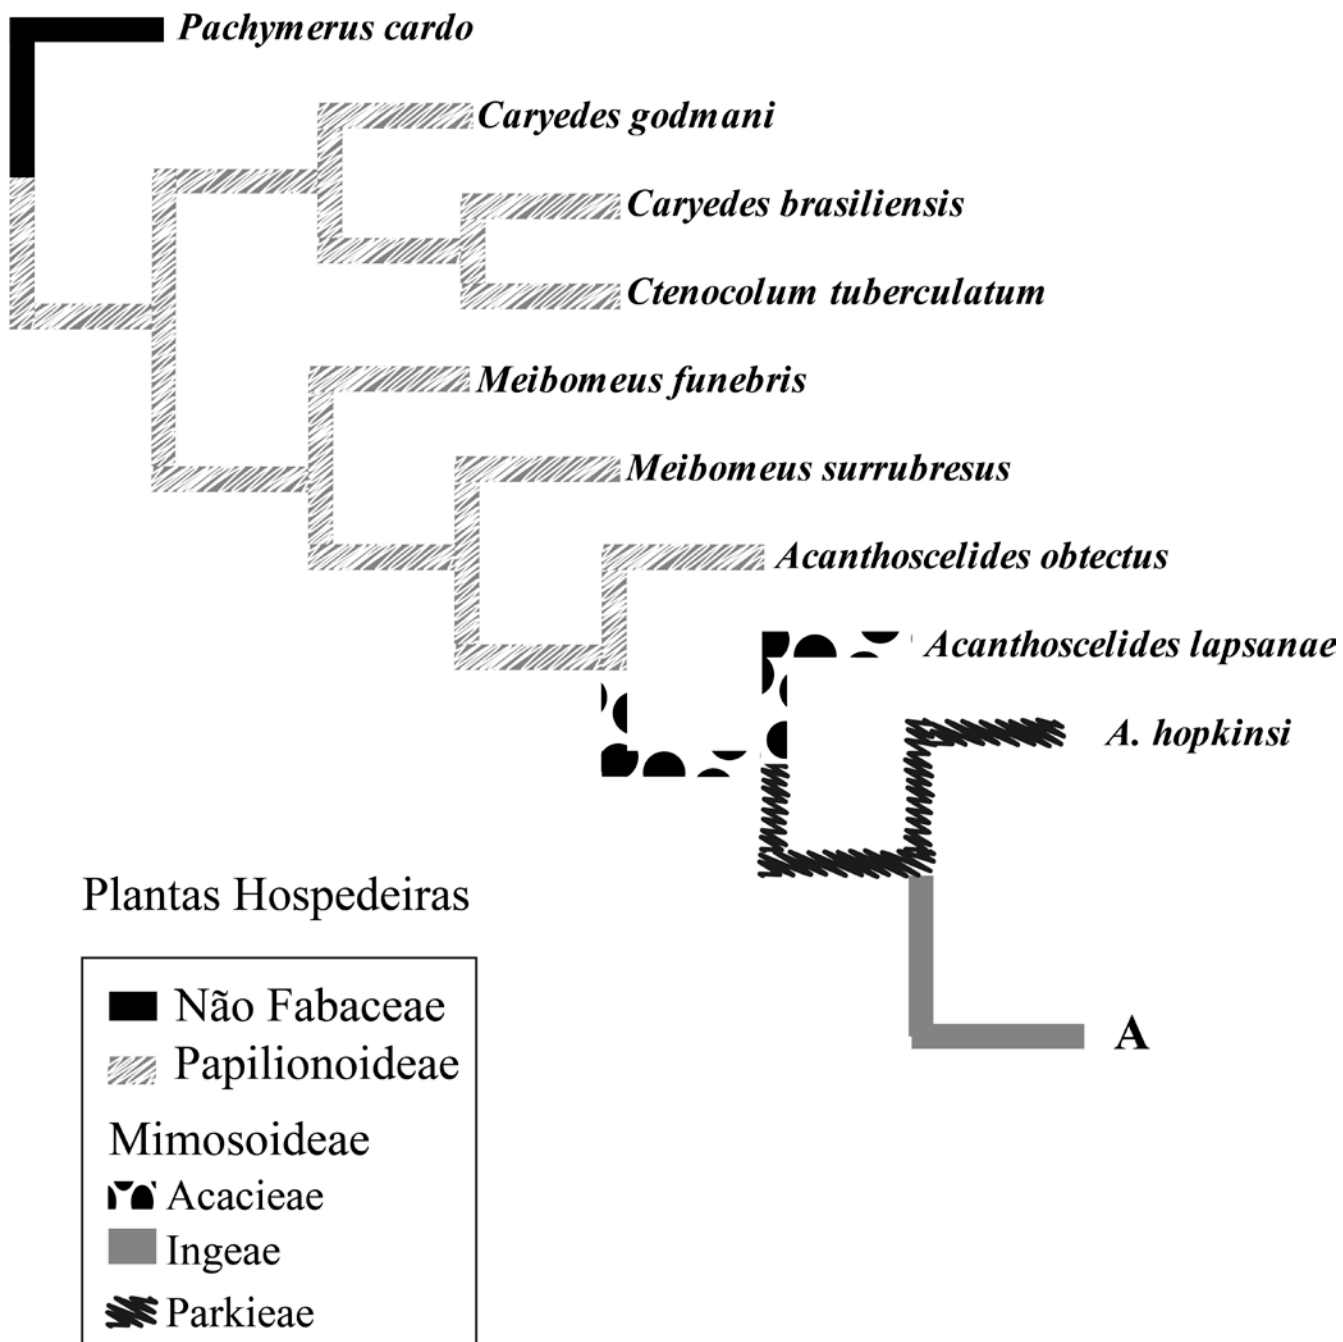 Pachymerus cardo
Caryedes godmani
Caryedes brasiliensis
Ctenocolum tuberculatum
Meibomeus funebris
Meibomeus surrubresus
Acanthoscelides obtectus
Acanthoscelides lapsanae
A. hopkinsi
A
Plantas Hospedeiras
Não Fabaceae
Papilionoideae
Mimosoideae
Acacieae
Ingeae
Parkieae